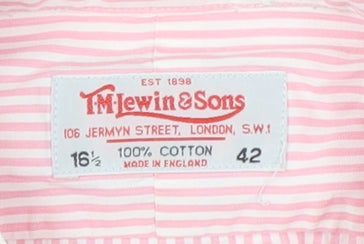 EST 1898
T·M·Lewin & Sons
106 JERMYN STREET, LONDON, S.W.1
16½ 100% COTTON 42
MADE IN ENGLAND